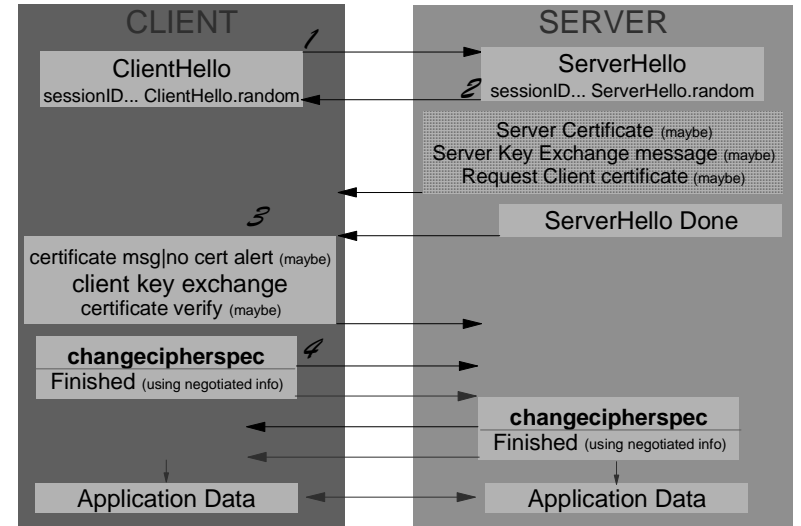 CLIENT
SERVER
1
ClientHello
sessionID... ClientHello.random
ServerHello
2
sessionID... ServerHello.random
Server Certificate (maybe)
Server Key Exchange message (maybe)
Request Client certificate (maybe)
ServerHello Done
3
certificate msg|no cert alert (maybe)
client key exchange
certificate verify (maybe)
4
changecipherspec
Finished (using negotiated info)
changecipherspec
Finished (using negotiated info)
Application Data
Application Data